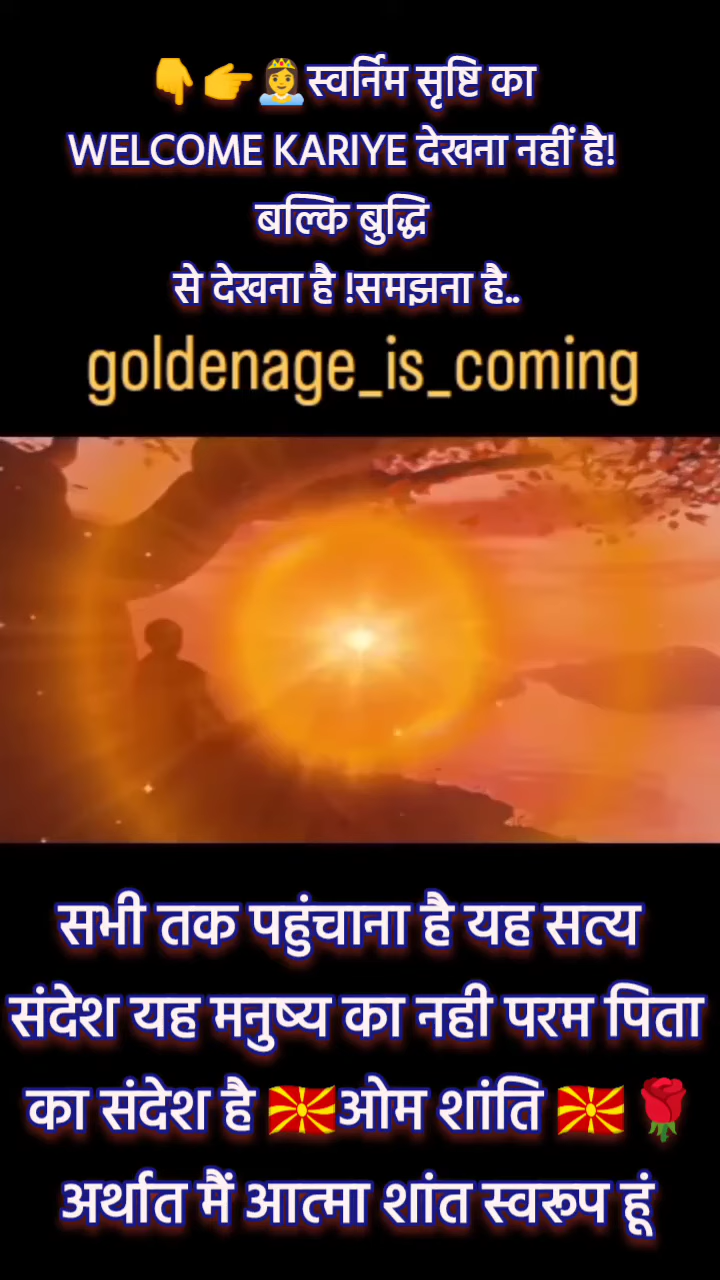 👇👉👸स्वर्निम सृष्टि का
WELCOME KARIYE देखना नहीं है!
बल्कि बुद्धि
से देखना है !समझना है..
goldenage_is_coming
सभी तक पहुंचाना है यह सत्य
संदेश यह मनुष्य का नही परम पिता
का संदेश है 🇲🇰ओम शांति 🇲🇰🌹
अर्थात मैं आत्मा शांत स्वरूप हूं